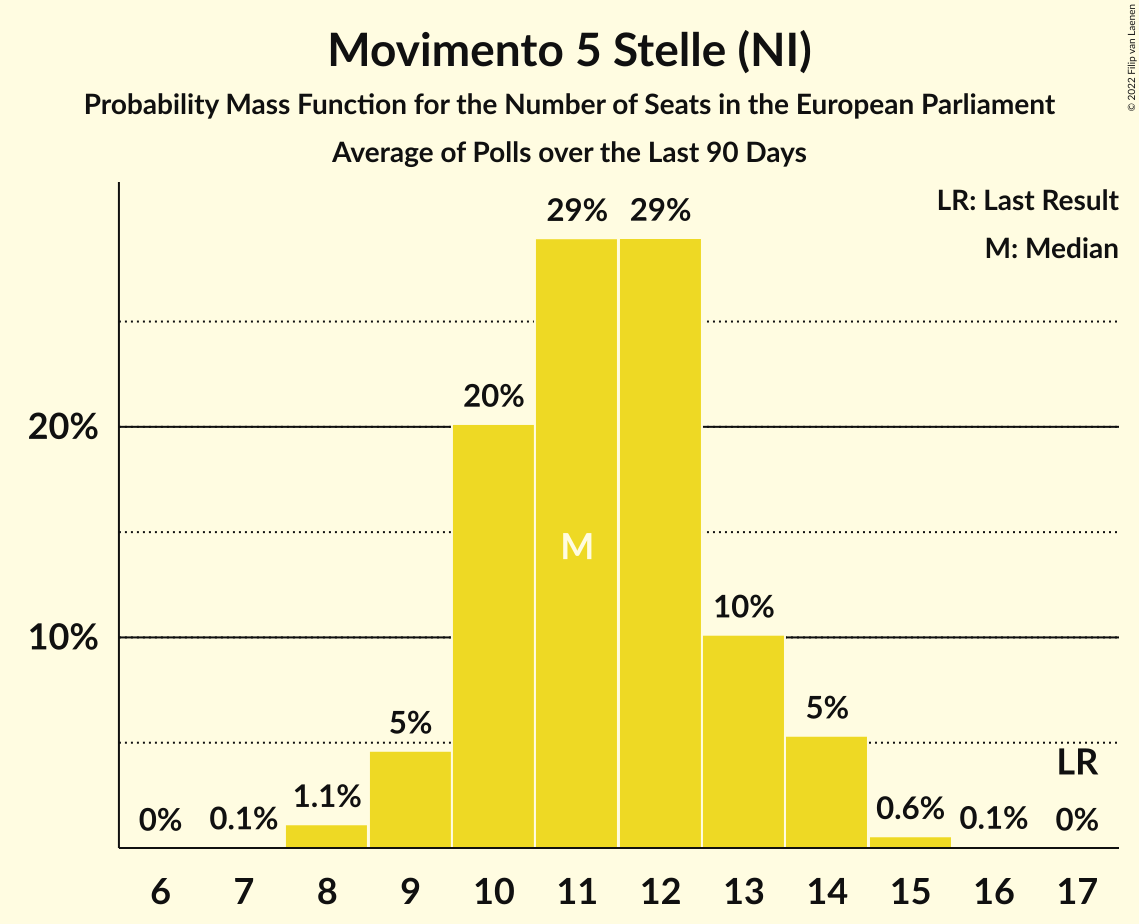 Movimento 5 Stelle (NI)
Probability Mass Function for the Number of Seats in the European Parliament
Average of Polls over the Last 90 Days
© 2022 Filip van Laenen
LR: Last Result
M: Median
29% 29%
20%
20%
M
10%
10%
5%
5%
LR
0% 0.1% 1.1% 0.6% 0.1% 0%
6 7 8 9 10 11 12 13 14 15 16 17